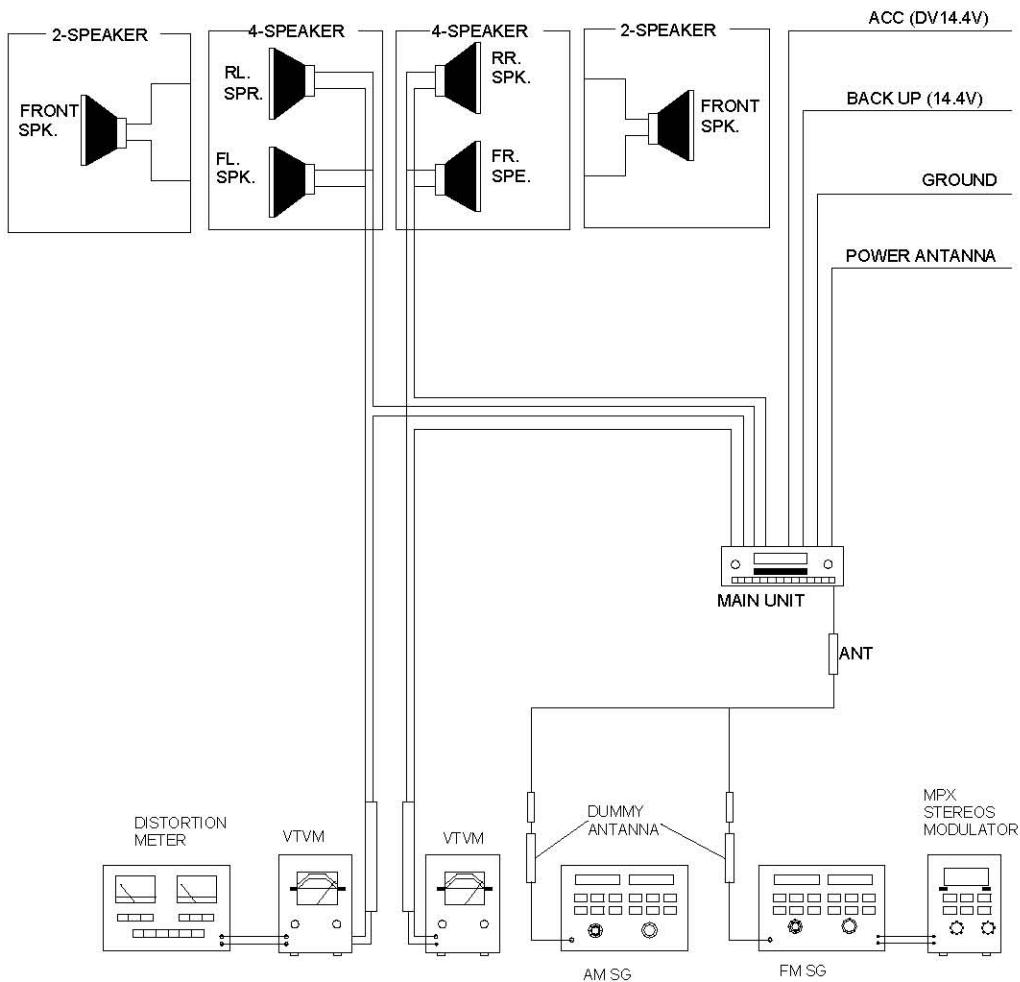 ACC (DV14.4V)
2-SPEAKER
4-SPEAKER
4-SPEAKER
2-SPEAKER
FRONT
SPK.
RL.
SPR.
RR.
SPK.
FRONT
SPK.
FL.
SPK.
FR.
SPE.
BACK UP (14.4V)
GROUND
POWER ANTANNA
MAIN UNIT
ANT
DISTORTION
METER
VTVM
VTVM
DUMMY
ANTANNA
MPX
STEREOS
MODULATOR
AM SG
FM SG